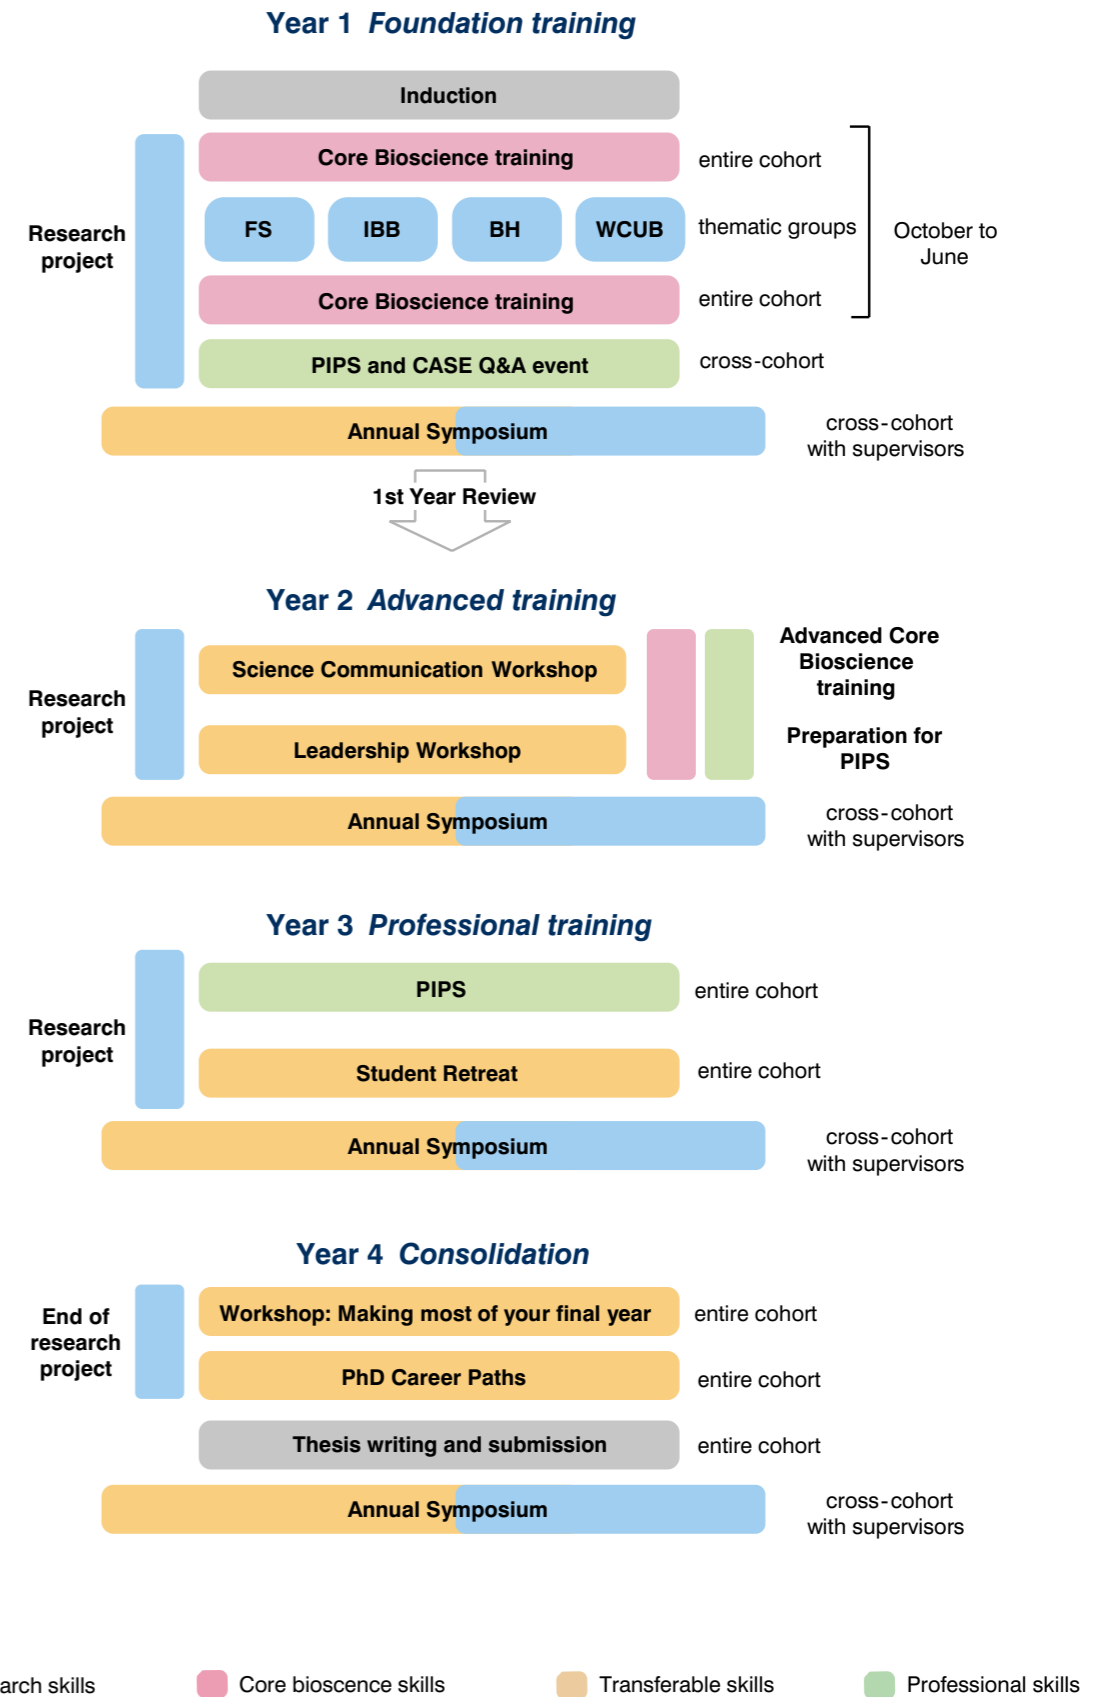 Year 1 Foundation training
Induction
Core Bioscience training
entire cohort
Research
project
FS
IBB
BH
WCUB
thematic groups
October to
June
Core Bioscience training
entire cohort
PIPS and CASE Q&A event
cross-cohort
Annual Symposium
cross-cohort
with supervisors
1st Year Review
Year 2 Advanced training
Research
project
Science Communication Workshop
Leadership Workshop
Advanced Core
Bioscience
training
Preparation for
PIPS
Annual Symposium
cross-cohort
with supervisors
Year 3 Professional training
Research
project
PIPS
entire cohort
Student Retreat
entire cohort
Annual Symposium
cross-cohort
with supervisors
Year 4 Consolidation
End of
research
project
Workshop: Making most of your final year
entire cohort
PhD Career Paths
entire cohort
Thesis writing and submission
entire cohort
Annual Symposium
cross-cohort
with supervisors
arch skills
Core bioscence skills
Transferable skills
Professional skills